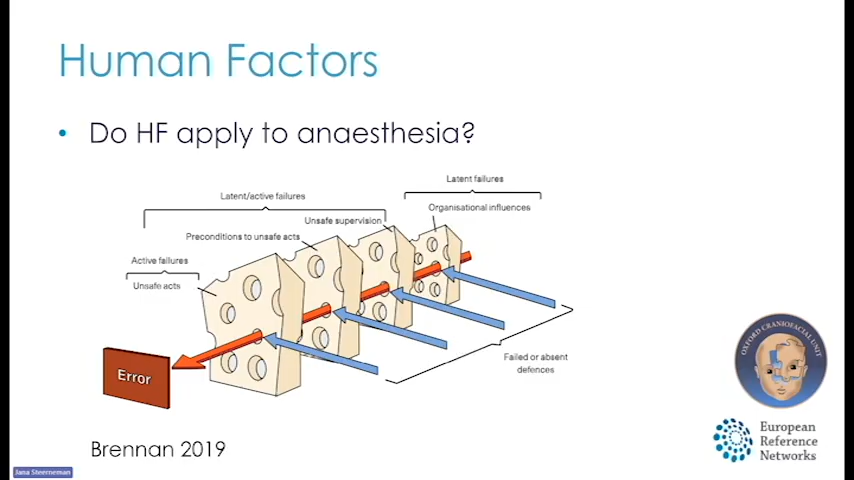 Human Factors
• Do HF apply to anaesthesia?
Latent failures
Latent/active failures
Organisational influences
Unsafe supervision
Preconditions to unsafe acts
Active failures
Unsafe acts
Error
Failed or absent
defences
OXFORD CRANIOFACIAL UNIT
European
Reference
Networks
Brennan 2019
Jana Steerneman